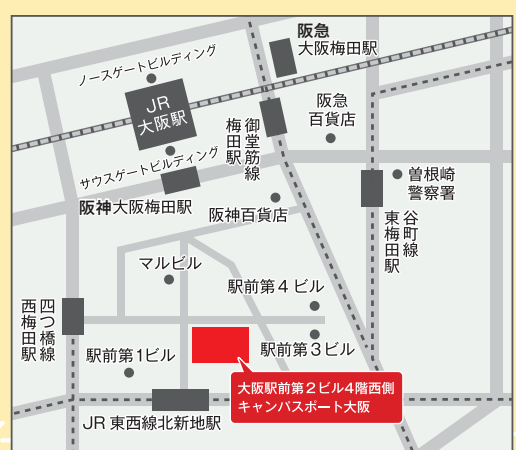 阪急
大阪梅田駅
ノースゲートビルディング
JR
大阪駅
阪急
百貨店
御堂筋線
梅田駅
サウスゲートビルディング
曽根崎
警察署
阪神大阪梅田駅
阪神百貨店
谷町線
東梅田駅
マルビル
駅前第4ビル
四つ橋線
西梅田駅
駅前第1ビル
駅前第3ビル
大阪駅前第2ビル4階西側
キャンパスポート大阪
JR東西線北新地駅